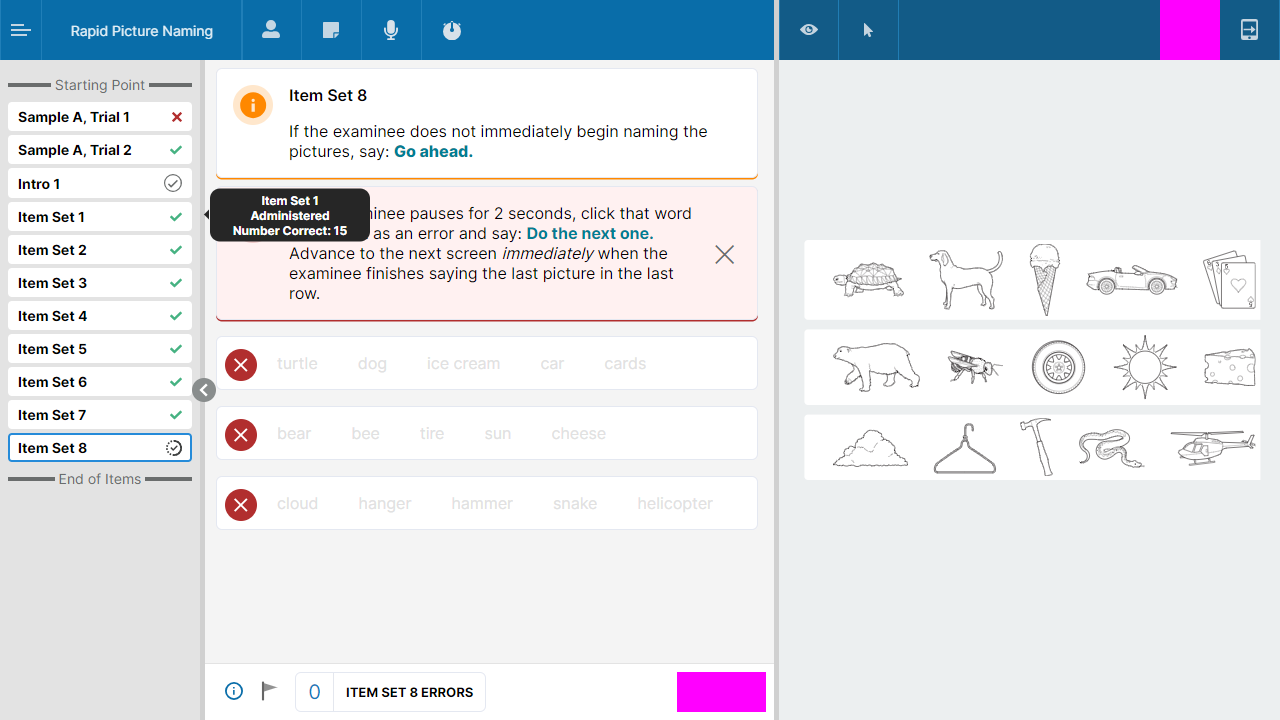 Rapid Picture Naming
Starting Point
Sample A, Trial 1
Sample A, Trial 2
Intro 1
Item Set 1
Item Set 2
Item Set 3
Item Set 4
Item Set 5
Item Set 6
Item Set 7
Item Set 8
End of Items
Item Set 1
Administered
Number Correct: 15
Item Set 8
If the examinee does not immediately begin naming the
pictures, say: Go ahead.
pauses for 2 seconds, click that word
as an error and say: Do the next one.
Advance to the next screen immediately when the
examinee finishes saying the last picture in the last
row.
turtle dog ice cream car cards
bear bee tire sun cheese
cloud hanger hammer snake helicopter
0 ITEM SET 8 ERRORS